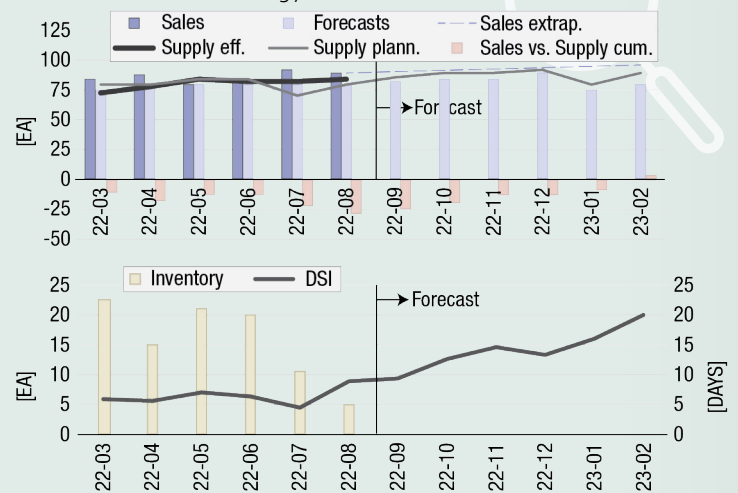 Sales Forecasts Sales extrap.
Supply eff. Supply plann. Sales vs. Supply cum.
[EA]
125
100
75
50
25
0
-25
-50
Forecast
22-03 22-04 22-05 22-06 22-07 22-08 22-09 22-10 22-11 22-12 23-01 23-02
Inventory DSI
[EA]
25
20
15
10
5
0
Forecast
25
20
15
10
5
0
[DAYS]
22-03 22-04 22-05 22-06 22-07 22-08 22-09 22-10 22-11 22-12 23-01 23-02